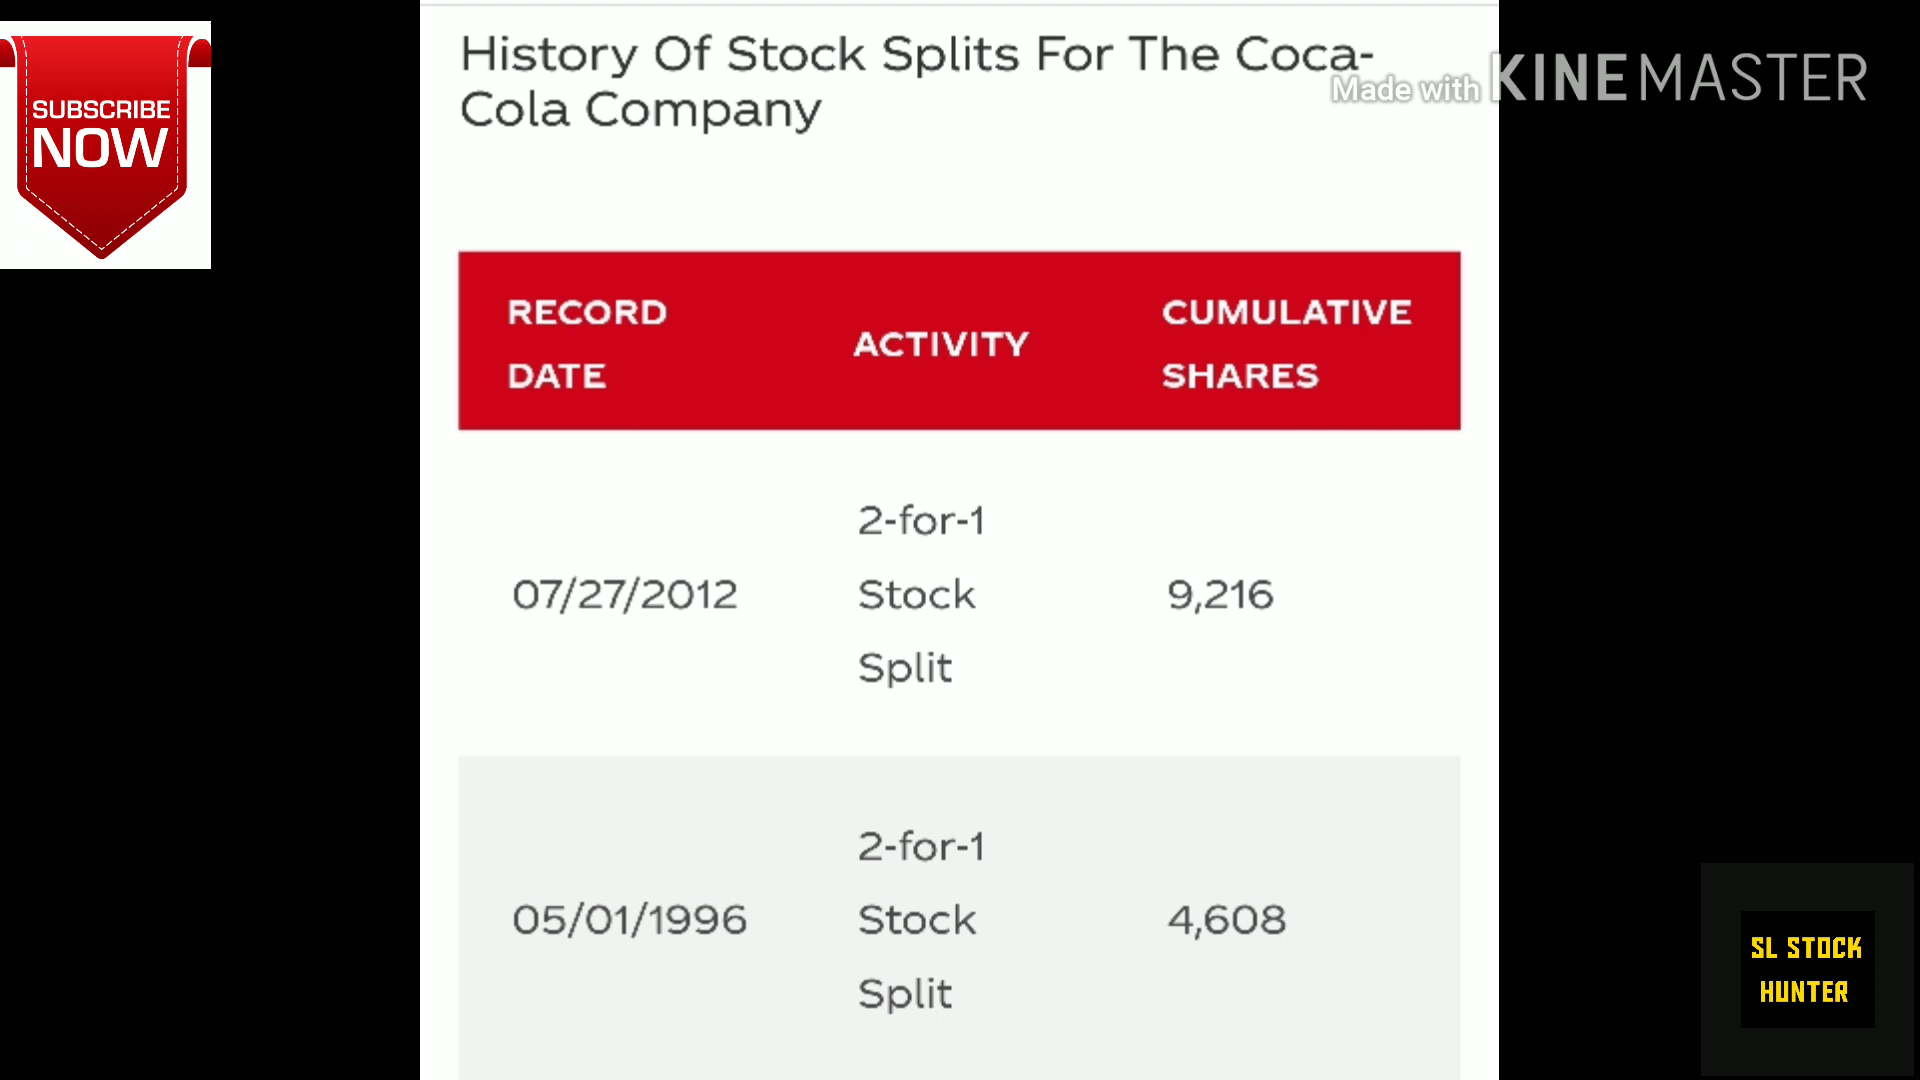 SUBSCRIBE
NOW
History Of Stock Splits For The Coca-
Cola Company
Made with KINEMASTER
RECORD
DATE
ACTIVITY
CUMULATIVE
SHARES
07/27/2012
2-for-1
Stock
Split
9,216
05/01/1996
2-for-1
Stock
Split
4,608
SL STOCK
HUNTER